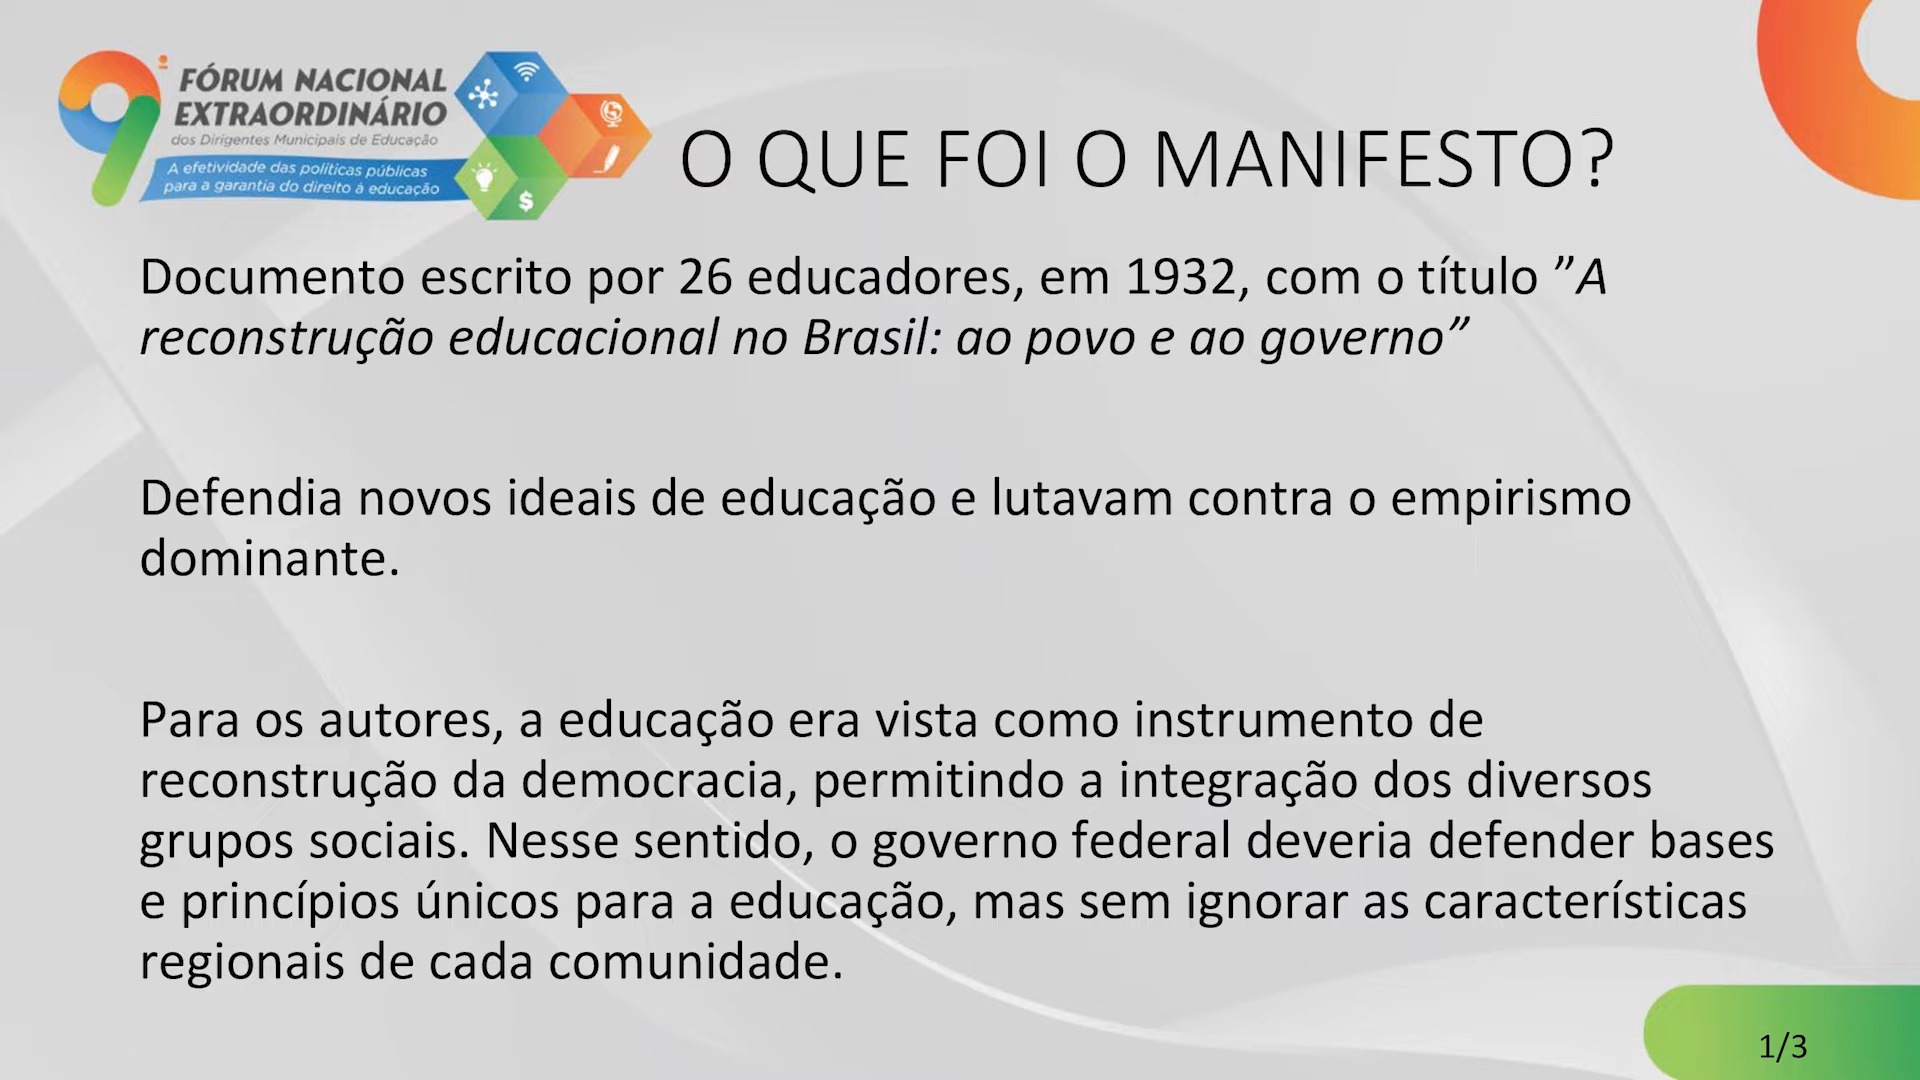 9º
FÓRUM NACIONAL
EXTRAORDINÁRIO
dos Dirigentes Municipais de Educação
A efetividade das políticas públicas
para a garantia do direito à educação
$
O QUE FOI O MANIFESTO?
Documento escrito por 26 educadores, em 1932, com o título ”A
reconstrução educacional no Brasil: ao povo e ao governo”
Defendia novos ideais de educação e lutavam contra o empirismo
dominante.
Para os autores, a educação era vista como instrumento de
reconstrução da democracia, permitindo a integração dos diversos
grupos sociais. Nesse sentido, o governo federal deveria defender bases
e princípios únicos para a educação, mas sem ignorar as características
regionais de cada comunidade.
1/3